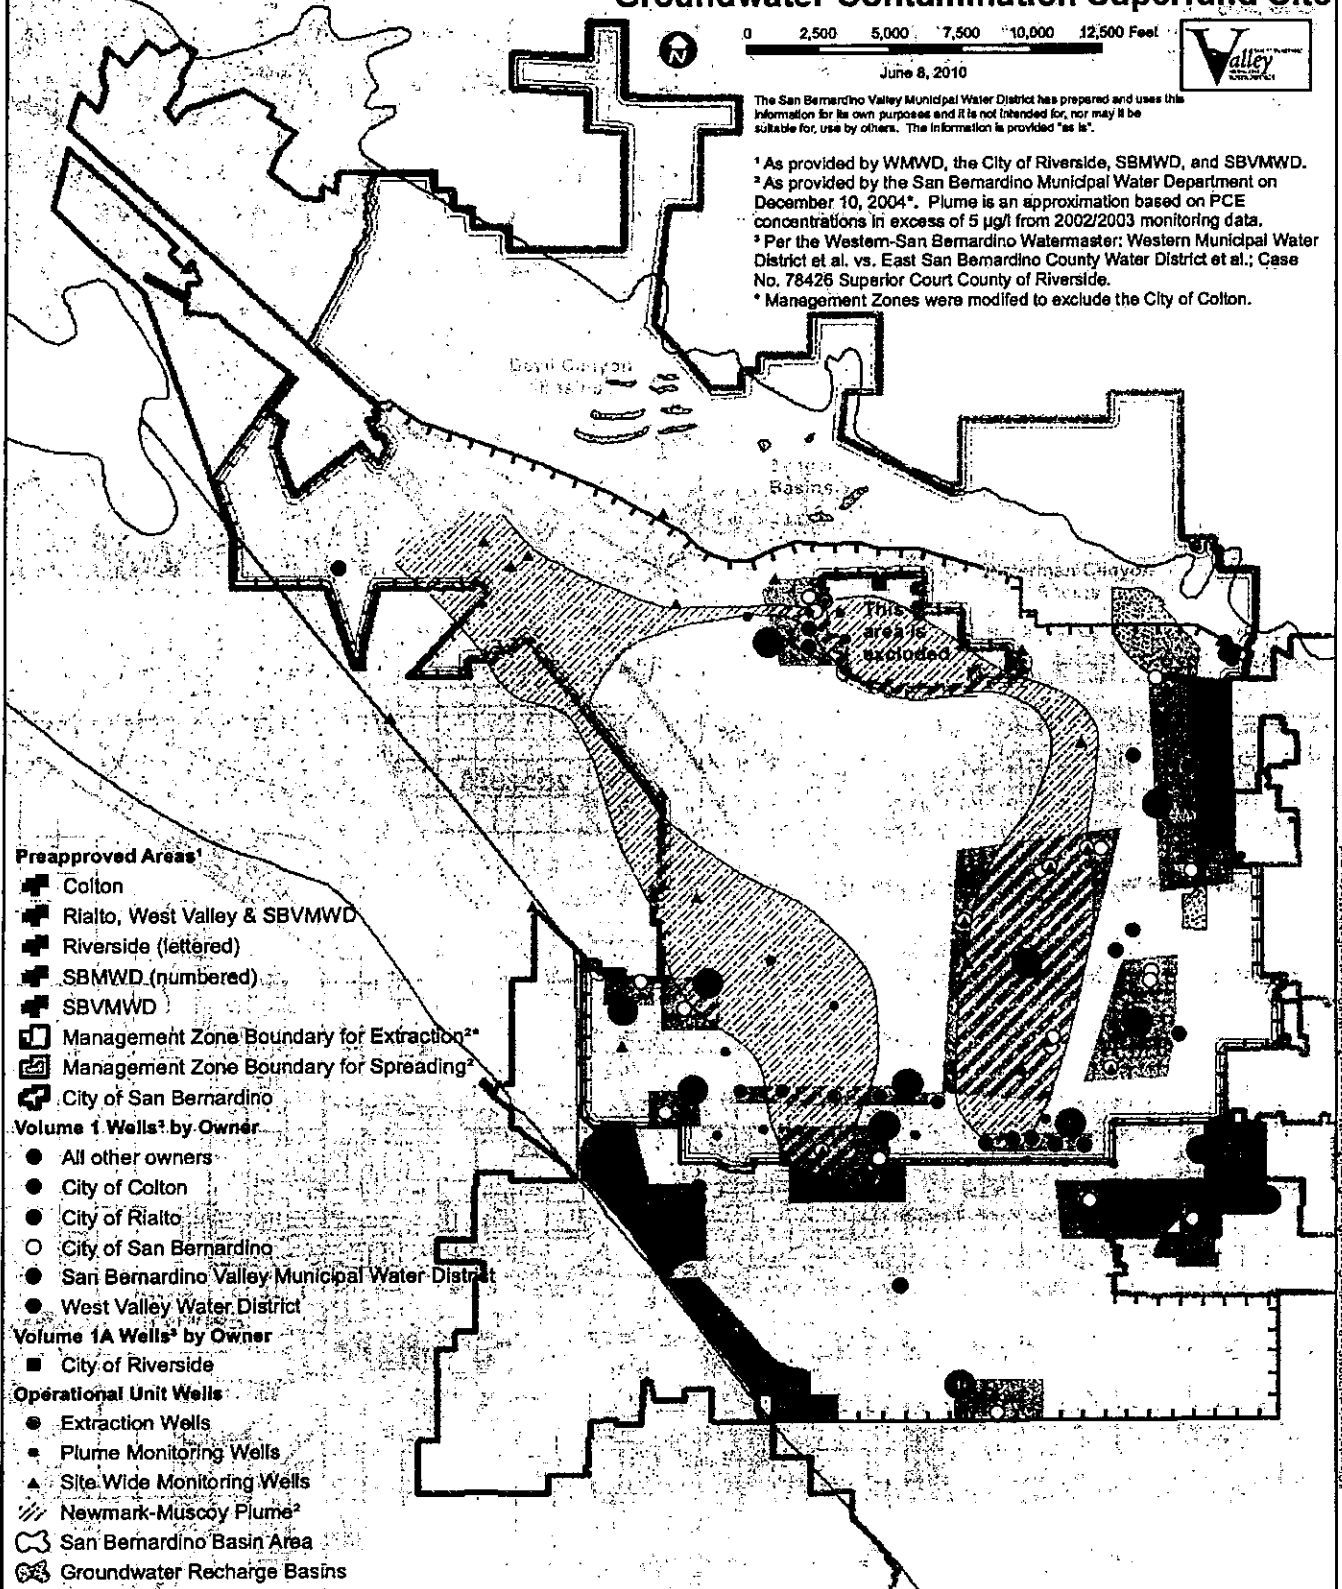 Groundwater Contamination Superfund Site
0 2,500 5,000 7,500 10,000 12,500 Feet
N
June 8, 2010
Valley
The San Bernardino Valley Municipal Water District has prepared and uses this
information for its own purposes and it is not intended for, nor may it be
suitable for, use by others. The information is provided "as is".
¹ As provided by WMWD, the City of Riverside, SBMWD, and SBVMWD.
² As provided by the San Bernardino Municipal Water Department on
December 10, 2004*. Plume is an approximation based on PCE
concentrations in excess of 5 µg/l from 2002/2003 monitoring data.
³ Per the Western-San Bernardino Watermaster: Western Municipal Water
District et al. vs. East San Bernardino County Water District et al.; Case
No. 78426 Superior Court County of Riverside.
* Management Zones were modifed to exclude the City of Colton.
Devil Canyon
Basins
Basins
Waterman Canyon
This
area is
excluded
Preapproved Areas¹
Colton
Rialto, West Valley & SBVMWD
Riverside (lettered)
SBMWD (numbered)
SBVMWD
Management Zone Boundary for Extraction²*
Management Zone Boundary for Spreading²
City of San Bernardino
Volume 1 Wells³ by Owner
All other owners
City of Colton
City of Rialto
City of San Bernardino
San Bernardino Valley Municipal Water District
West Valley Water District
Volume 1A Wells³ by Owner
City of Riverside
Operational Unit Wells
Extraction Wells
Plume Monitoring Wells
Site Wide Monitoring Wells
Newmark-Muscoy Plume²
San Bernardino Basin Area
Groundwater Recharge Basins